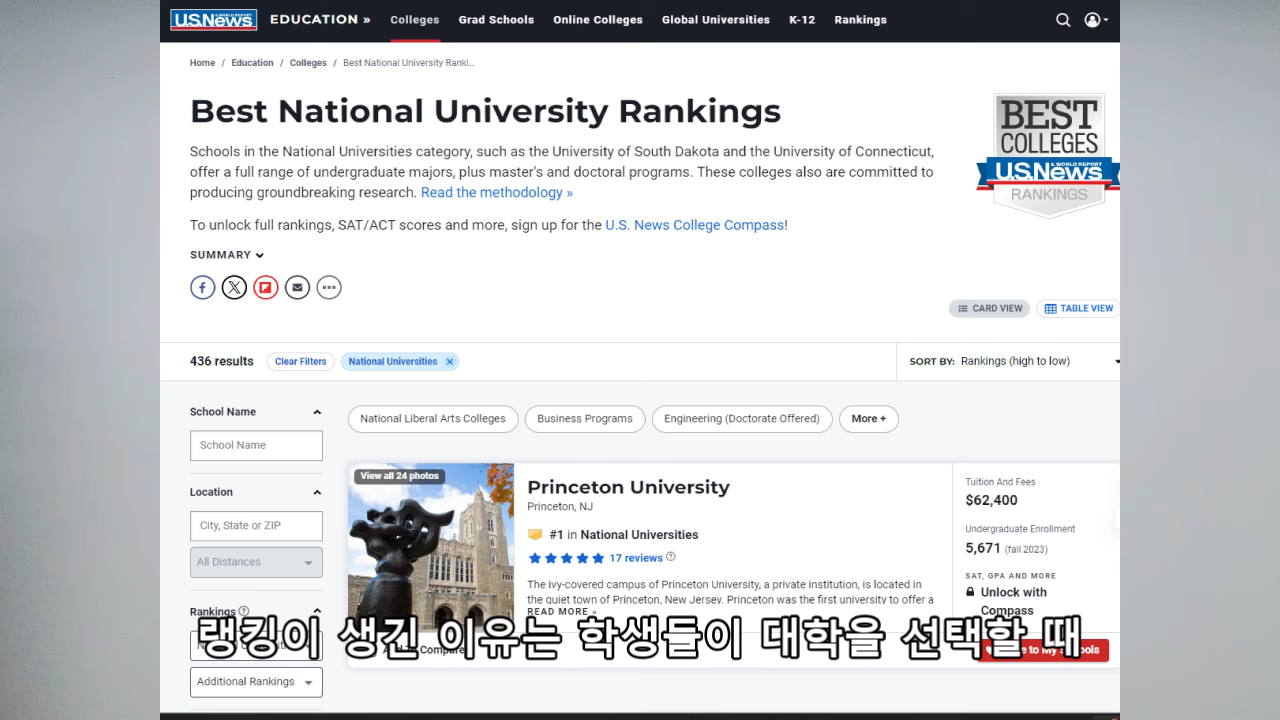 U.S.News
& WORLD REPORT
EDUCATION »
Colleges
Grad Schools
Online Colleges
Global Universities
K-12
Rankings
Home / Education / Colleges / Best National University Ranki...
Best National University Rankings
BEST
COLLEGES
& WORLD REPORT
U.S.News
RANKINGS
Schools in the National Universities category, such as the University of South Dakota and the University of Connecticut,
offer a full range of undergraduate majors, plus master's and doctoral programs. These colleges also are committed to
producing groundbreaking research. Read the methodology »
To unlock full rankings, SAT/ACT scores and more, sign up for the U.S. News College Compass!
SUMMARY
CARD VIEW
TABLE VIEW
436 results
Clear Filters
National Universities ×
SORT BY: Rankings (high to low)
School Name
School Name
Location
City, State or ZIP
All Distances
Rankings
Additional Rankings
National Liberal Arts Colleges
Business Programs
Engineering (Doctorate Offered)
More +
View all 24 photos
Princeton University
Princeton, NJ
#1 in National Universities
17 reviews
The ivy-covered campus of Princeton University, a private institution, is located in
the quiet town of Princeton, New Jersey. Princeton was the first university to offer a
READ MORE »
Compare
Tuition And Fees
$62,400
Undergraduate Enrollment
5,671 (fall 2023)
SAT, GPA AND MORE
Unlock with
Compass
to My Schools
랭킹이 생긴 이유는 학생들이 대학을 선택할 때